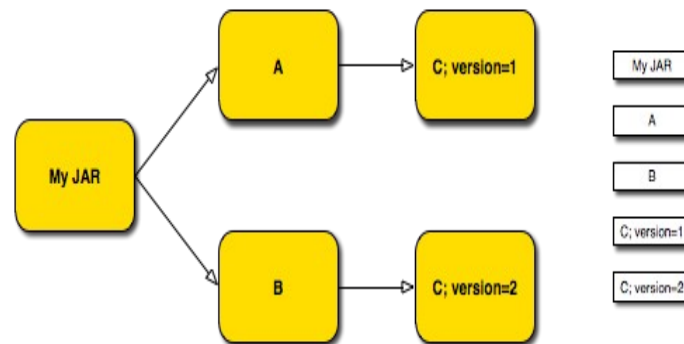 A
C; version=1
My JAR
B
C; version=2
My JAR
A
B
C; version=1
C; version=2